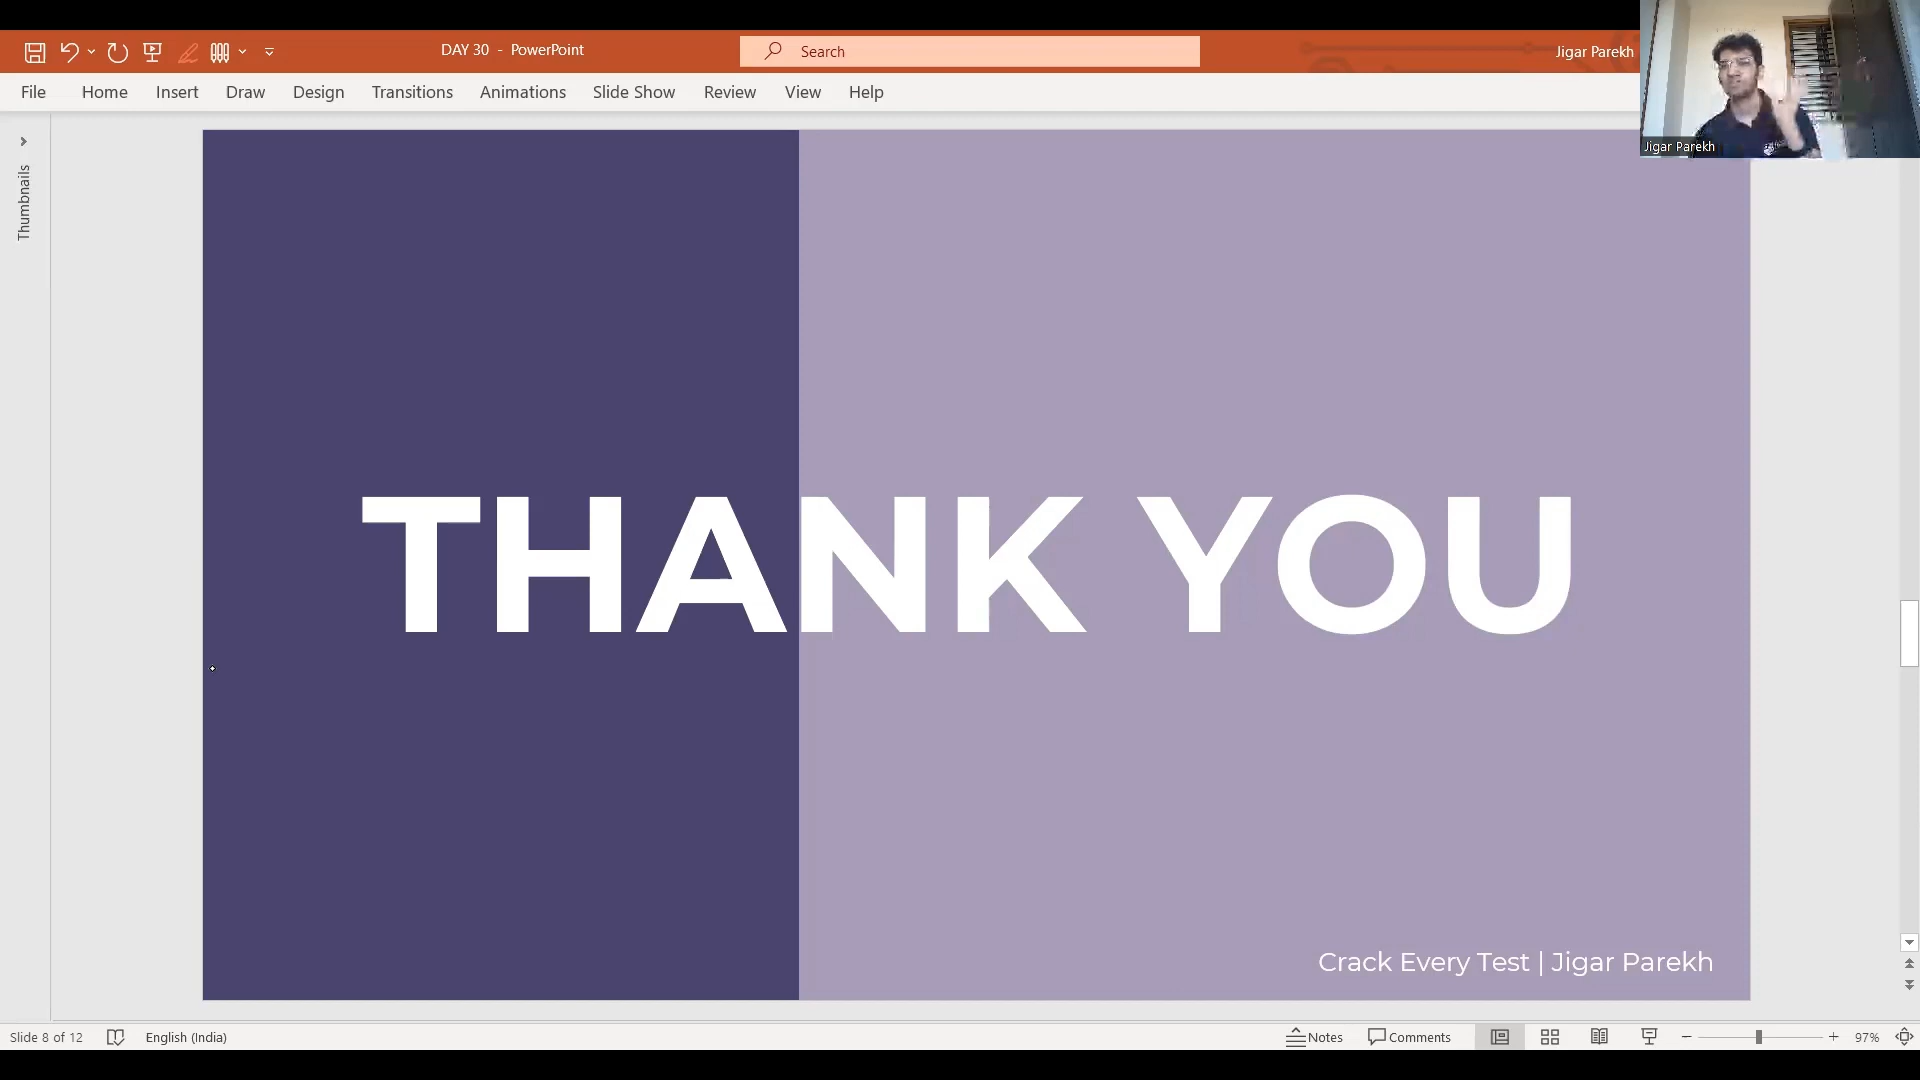 DAY 30 - PowerPoint
Search
Jigar Parekh
File Home Insert Draw Design Transitions Animations Slide Show Review View Help
Jigar Parekh
Thumbnails
THANK YOU
Crack Every Test | Jigar Parekh
Slide 8 of 12
English (India)
Notes
Comments
97%